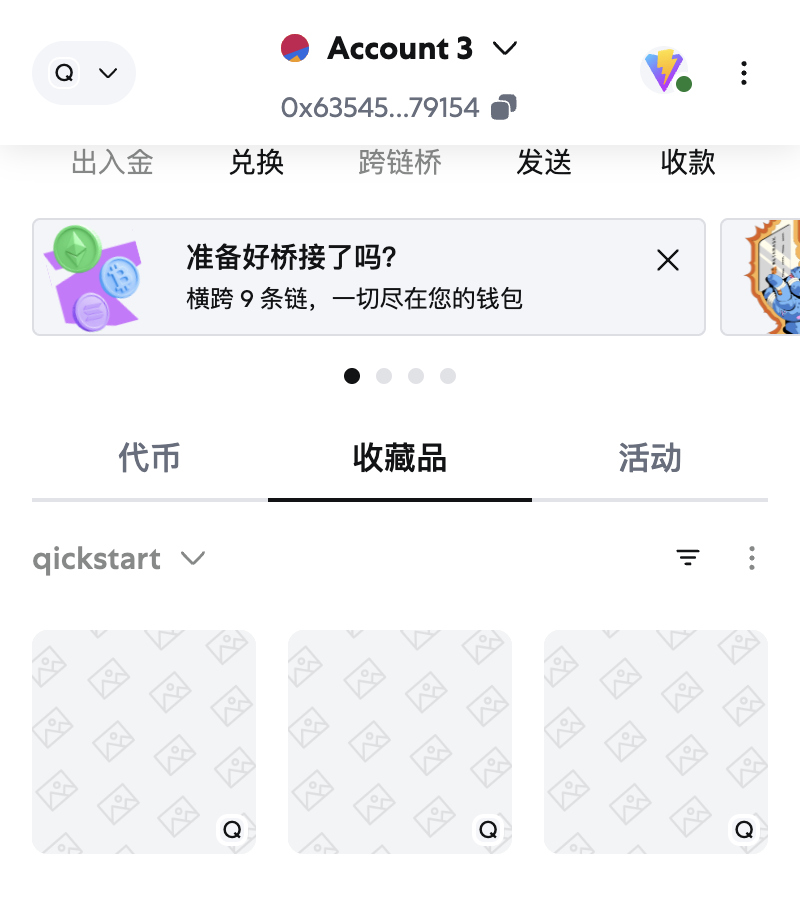 Q
Account 3
0x63545...79154
出入金
兑换
跨链桥
发送
收款
准备好桥接了吗?
横跨 9 条链，一切尽在您的钱包
代币
收藏品
活动
qickstart
Q
Q
Q